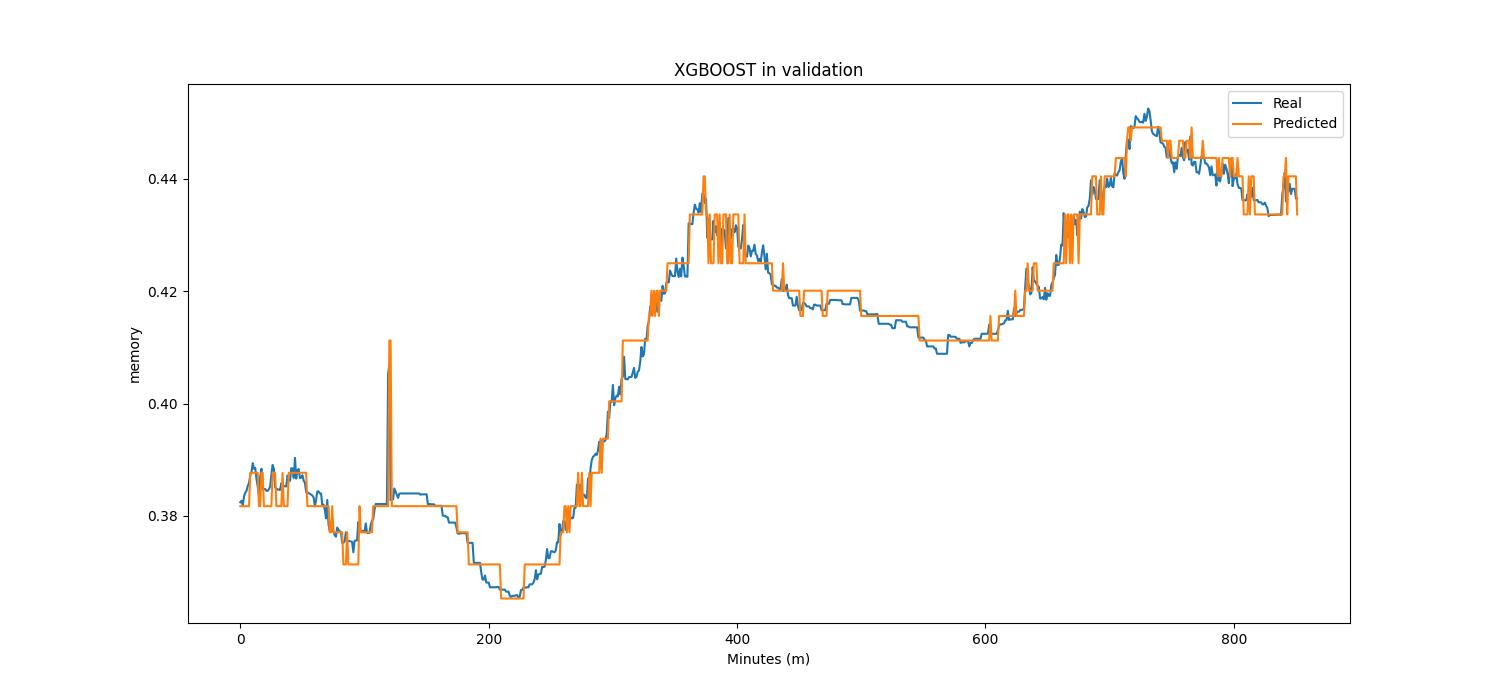 XGBOOST in validation
Real
Predicted
memory
0.44
0.42
0.40
0.38
0
200
400
600
800
Minutes (m)